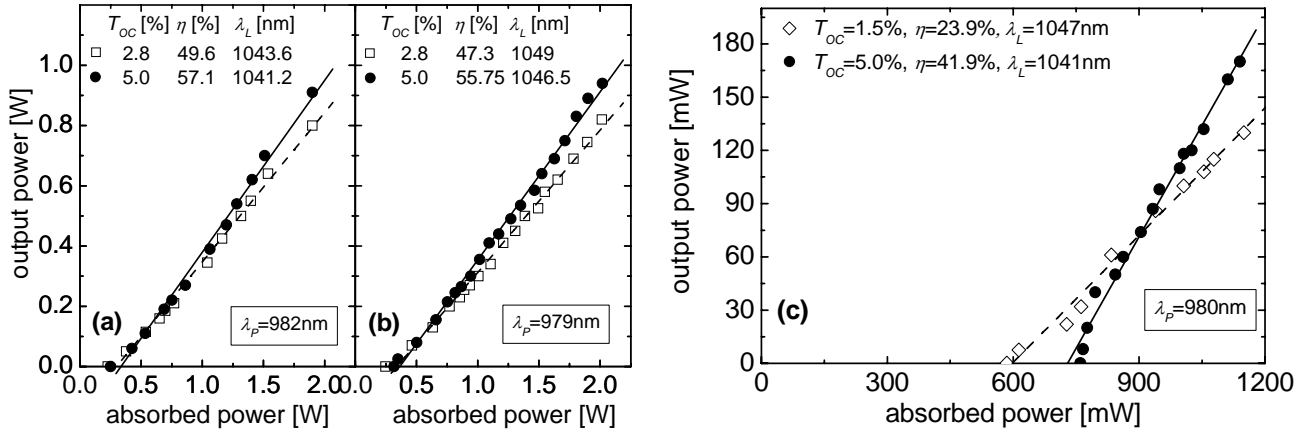 T_OC [%] η [%] λ_L [nm]
2.8 49.6 1043.6
5.0 57.1 1041.2
1.0
0.8
0.6
0.4
0.2
0.0
output power [W]
(a)
λ_P=982nm
0.0 0.5 1.0 1.5 2.0
absorbed power [W]
T_OC [%] η [%] λ_L [nm]
2.8 47.3 1049
5.0 55.75 1046.5
(b)
λ_P=979nm
0.0 0.5 1.0 1.5 2.0
absorbed power [W]
T_OC=1.5%, η=23.9%, λ_L=1047nm
T_OC=5.0%, η=41.9%, λ_L=1041nm
180
150
120
90
60
30
0
output power [mW]
(c)
λ_P=980nm
0 300 600 900 1200
absorbed power [mW]